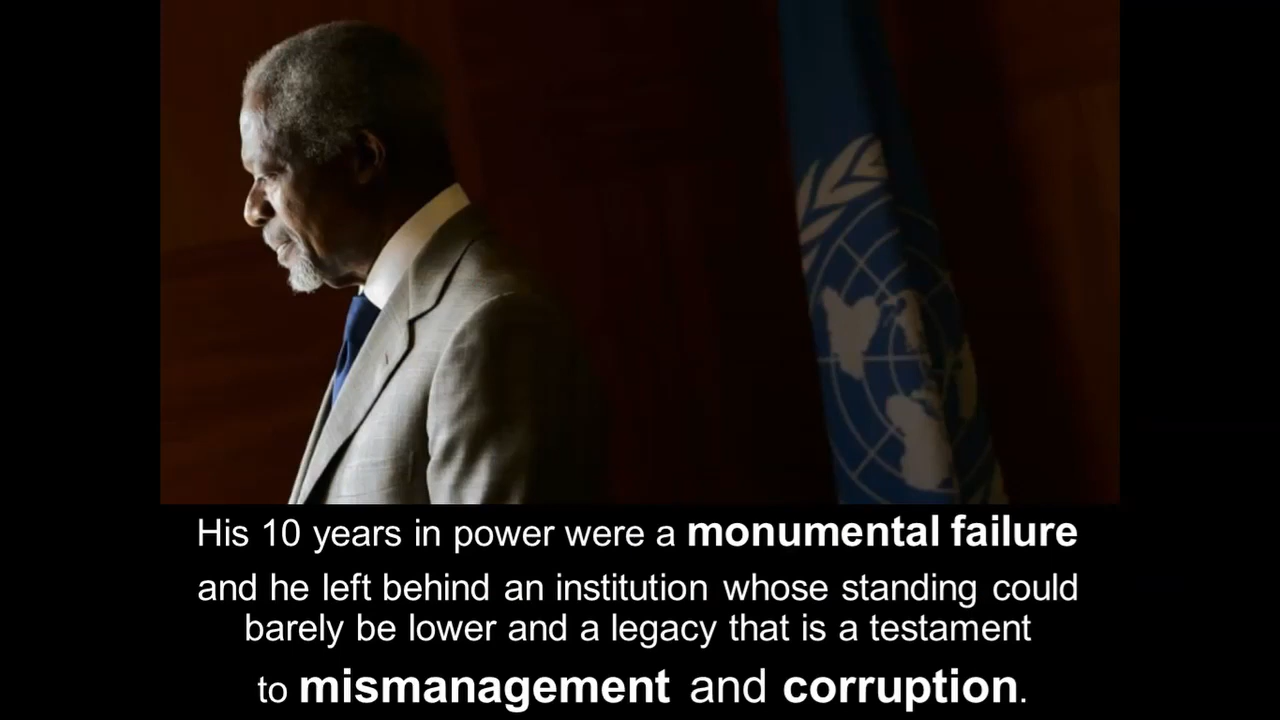 His 10 years in power were a monumental failure
and he left behind an institution whose standing could
barely be lower and a legacy that is a testament
to mismanagement and corruption.